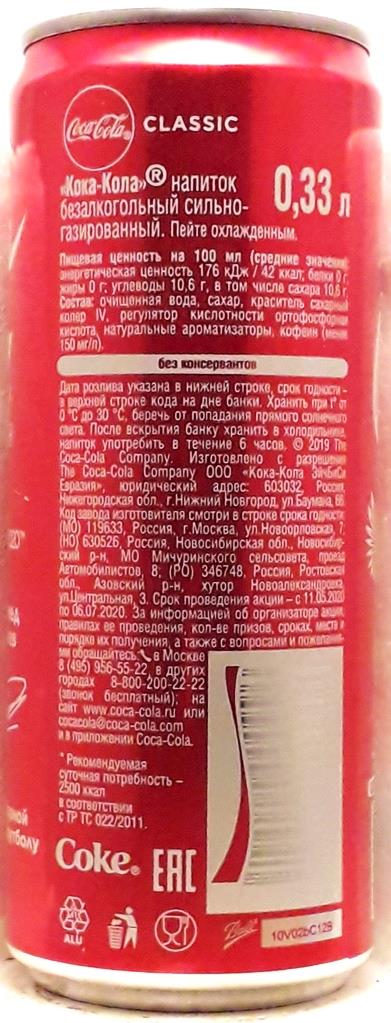 Coca-Cola® CLASSIC
«Кока-Кола»® напиток
безалкогольный сильно-
газированный. Пейте охлажденным.
0,33 л
Пищевая ценность на 100 мл (средние значения):
энергетическая ценность 176 кДж / 42 ккал; белки 0 г;
жиры 0 г; углеводы 10,6 г, в том числе сахара 10,6 г.
Состав: очищенная вода, сахар, краситель сахарный
колер IV, регулятор кислотности ортофосфорная
кислота, натуральные ароматизаторы, кофеин (менее
150 мг/л).
без консервантов
Дата розлива указана в нижней строке, срок годности –
в верхней строке кода на дне банки. Хранить при t° от
0 °С до 30 °С, беречь от попадания прямого солнечного
света. После вскрытия банку хранить в холодильнике,
напиток употребить в течение 6 часов. © 2019 The
Coca-Cola Company. Изготовлено с разрешения
The Coca-Cola Company ООО «Кока-Кола ЭйчБиСи
Евразия», юридический адрес: 603032, Россия,
Нижегородская обл., г.Нижний Новгород, ул.Баумана, 66.
Код завода изготовителя смотри в строке срока годности:
(МО) 119633, Россия, г.Москва, ул.Новоорловская, 7;
(НО) 630526, Россия, Новосибирская обл., Новосибир-
ский р-н, МО Мичуринского сельсовета, проезд
Автомобилистов, 8; (РО) 346748, Россия, Ростовская
обл., Азовский р-н, хутор Новоалександровка,
ул.Центральная, 3. Срок проведения акции – с 11.05.2020
по 06.07.2020. За информацией об организаторе акции,
правилах ее проведения, кол-ве призов, сроках, месте и
порядке их получения, а также с вопросами и пожелания-
ми обращайтесь: в Москве
8 (495) 956-55-22, в других
городах 8-800-200-22-22
(звонок бесплатный); на
сайт www.coca-cola.ru или
cocacola@coca-cola.com
и в приложении Coca-Cola.
* Рекомендуемая
суточная потребность –
2500 ккал
в соответствии
с ТР ТС 022/2011.
Coke® EAC
ALU
Ball
10V02bC12B